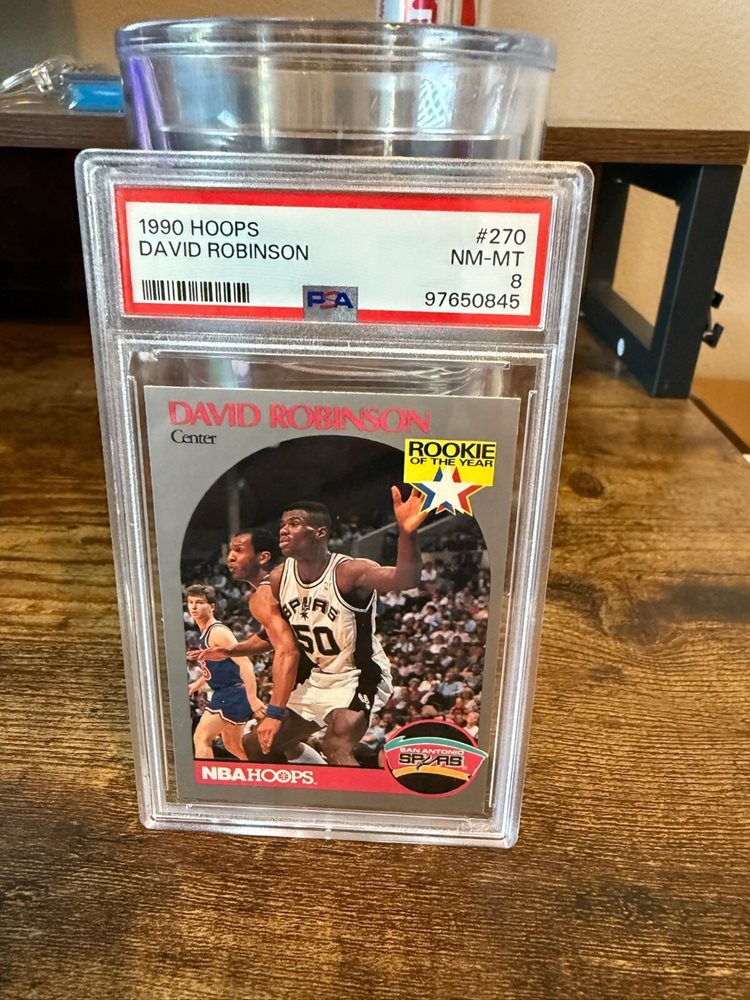 1990 HOOPS
DAVID ROBINSON
#270
NM-MT
8
97650845
PSA
DAVID ROBINSON
Center
ROOKIE
OF THE YEAR
SPURS
50
NBA HOOPS
SAN ANTONIO
SPURS